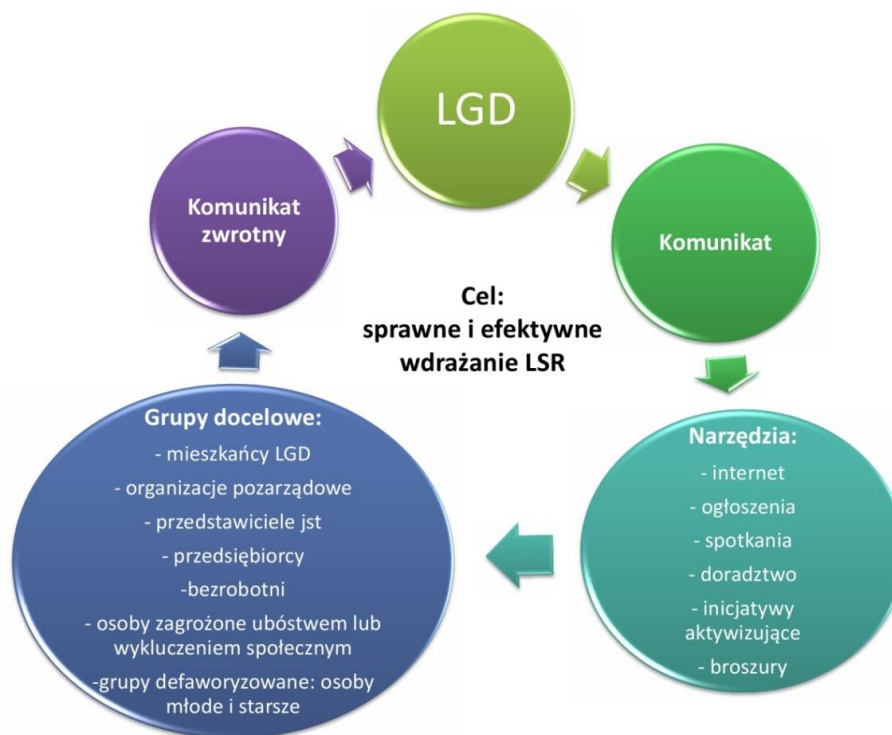 LGD
Komunikat
Narzędzia:
- internet
- ogłoszenia
- spotkania
- doradztwo
- inicjatywy
aktywizujące
- broszury
Grupy docelowe:
- mieszkańcy LGD
- organizacje pozarządowe
- przedstawiciele jst
- przedsiębiorcy
-bezrobotni
- osoby zagrożone ubóstwem lub
wykluczeniem społecznym
-grupy defaworyzowane: osoby
młode i starsze
Komunikat
zwrotny
Cel:
sprawne i efektywne
wdrażanie LSR